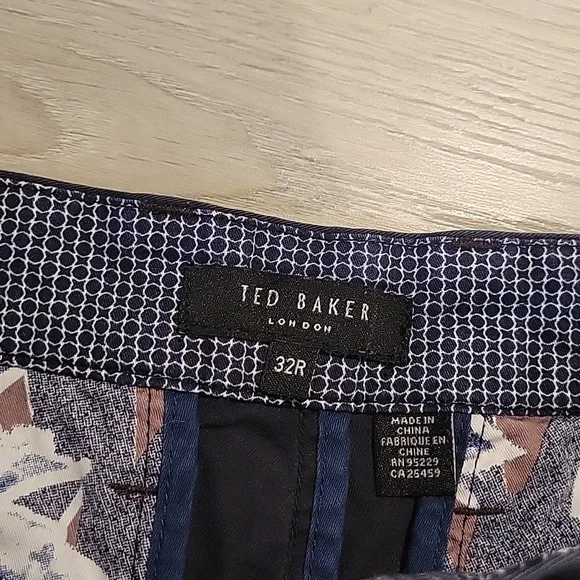 TED BAKER
LONDON
32R
MADE IN
CHINA
FABRIQUE EN
CHINE
RN 95229
CA 25459